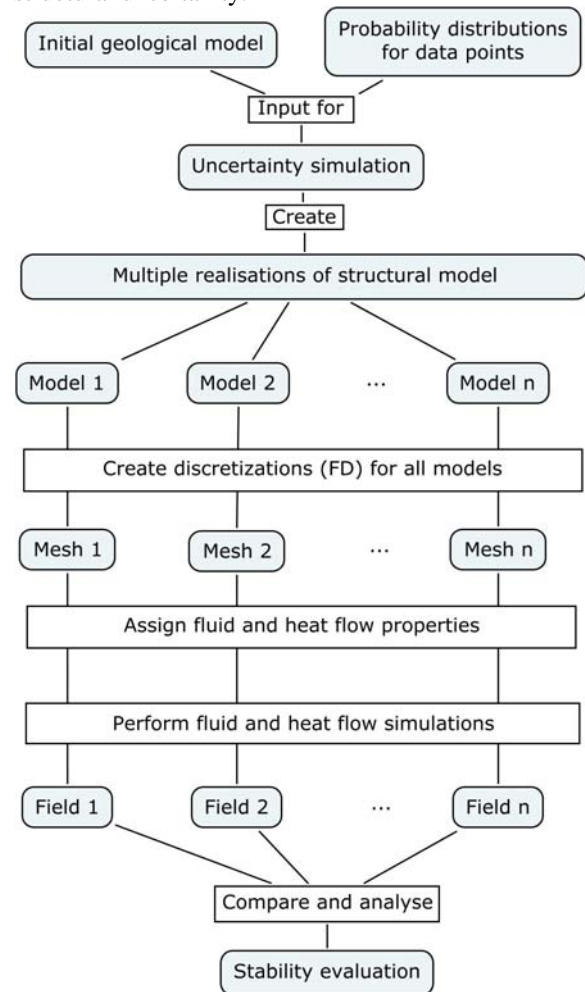 Initial geological model
Probability distributions
for data points
Input for
Uncertainty simulation
Create
Multiple realisations of structural model
Model 1
Model 2
...
Model n
Create discretizations (FD) for all models
Mesh 1
Mesh 2
...
Mesh n
Assign fluid and heat flow properties
Perform fluid and heat flow simulations
Field 1
Field 2
...
Field n
Compare and analyse
Stability evaluation